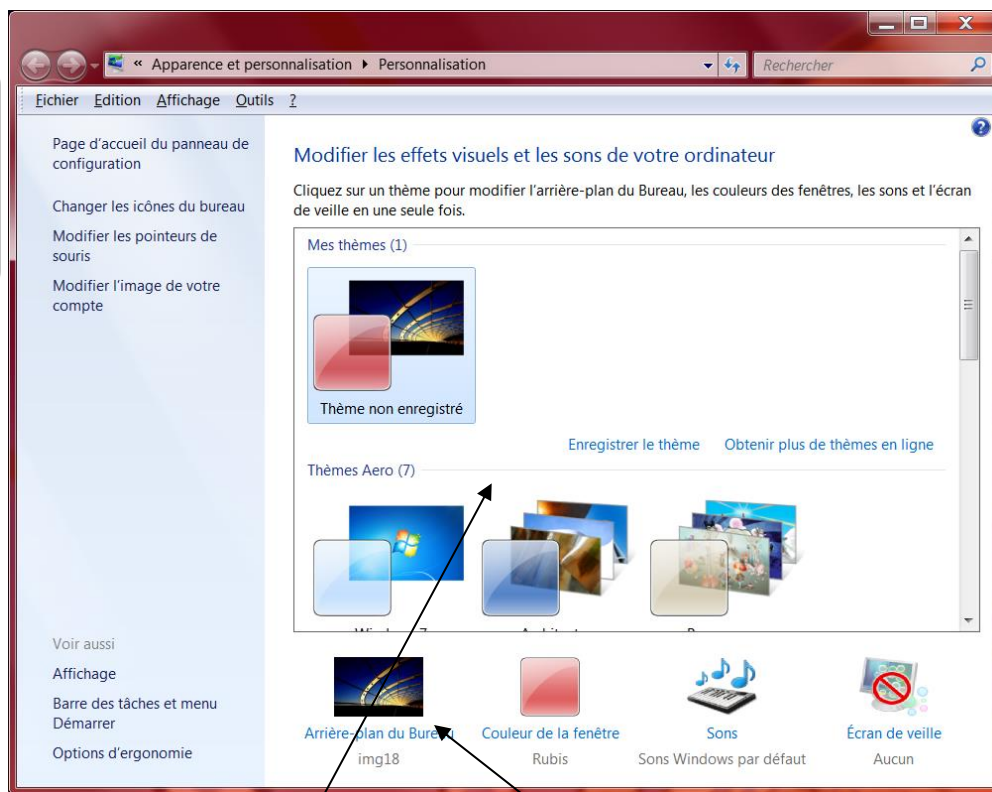 « Apparence et personnalisation Personnalisation
Rechercher
Fichier Edition Affichage Outils ?
Page d'accueil du panneau de
configuration
Changer les icônes du bureau
Modifier les pointeurs de
souris
Modifier l'image de votre
compte
Modifier les effets visuels et les sons de votre ordinateur
Cliquez sur un thème pour modifier l'arrière-plan du Bureau, les couleurs des fenêtres, les sons et l'écran
de veille en une seule fois.
Mes thèmes (1)
Thème non enregistré
Enregistrer le thème Obtenir plus de thèmes en ligne
Thèmes Aero (7)
Voir aussi
Affichage
Barre des tâches et menu
Démarrer
Options d'ergonomie
Arrière-plan du Bureau
img18
Couleur de la fenêtre
Rubis
Sons
Sons Windows par défaut
Écran de veille
Aucun